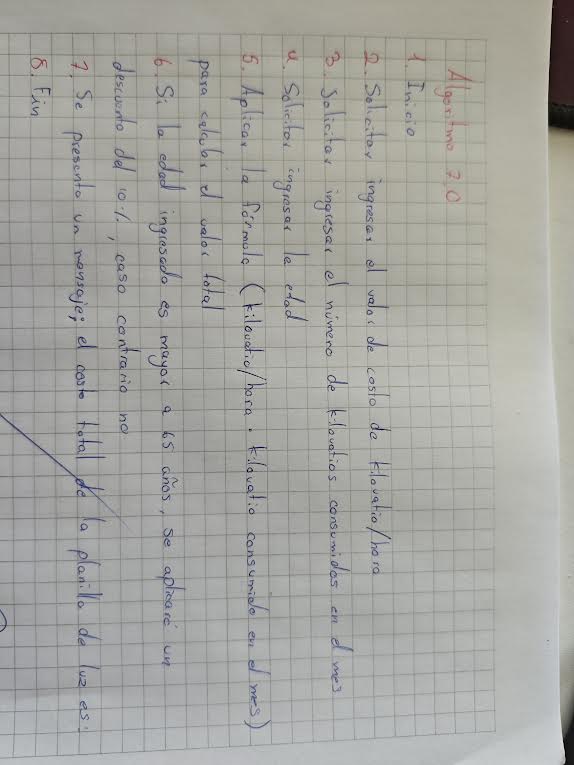 Algoritmo 7.0
1. Inicio
2. Solicitar ingresar el valor de costo de kilovatio/hora
3. Solicitar ingresar el número de kilovatios consumidos en el mes
4. Solicitar ingresar la edad
5. Aplicar la fórmula (kilovatio/hora · kilovatio consumido en el mes)
para calcular el valor total
6. Si la edad ingresada es mayor a 65 años, se aplicará un
descuento del 10%, caso contrario no
7. Se presenta un mensaje; el costo total de la planilla de luz es:
8. Fin